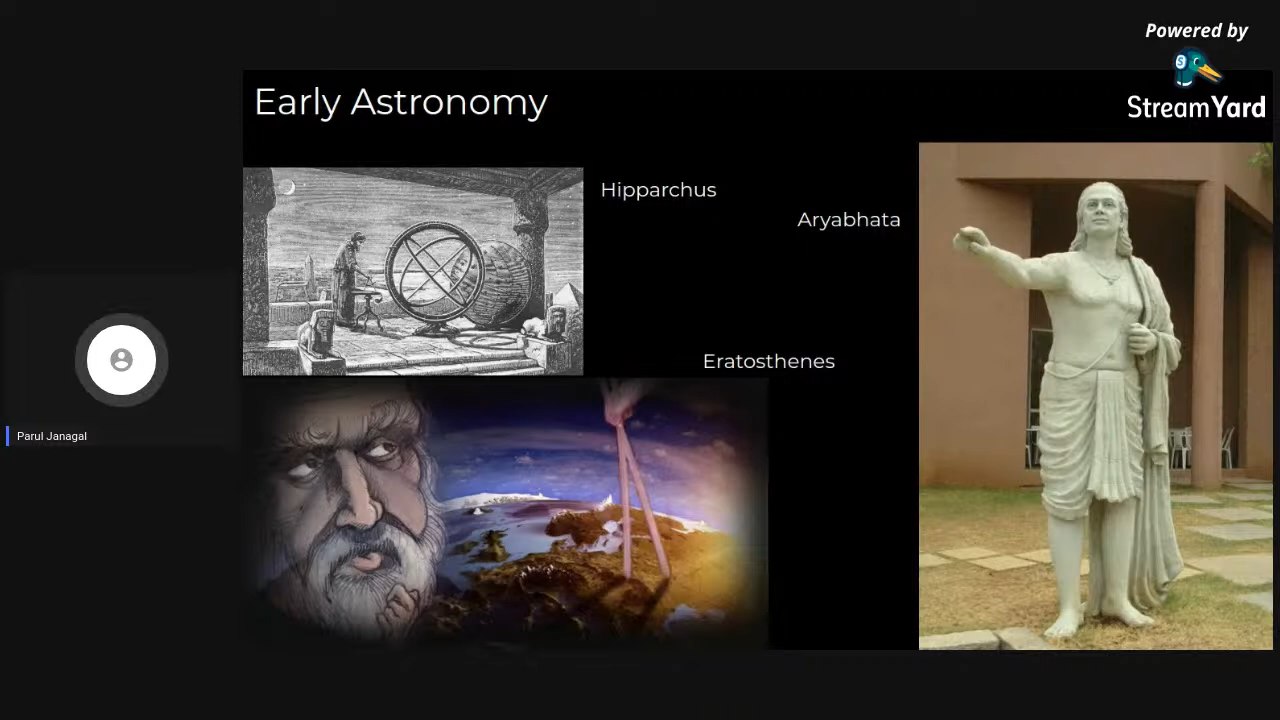 Powered by
StreamYard
Early Astronomy
Hipparchus
Aryabhata
Eratosthenes
Parul Janagal